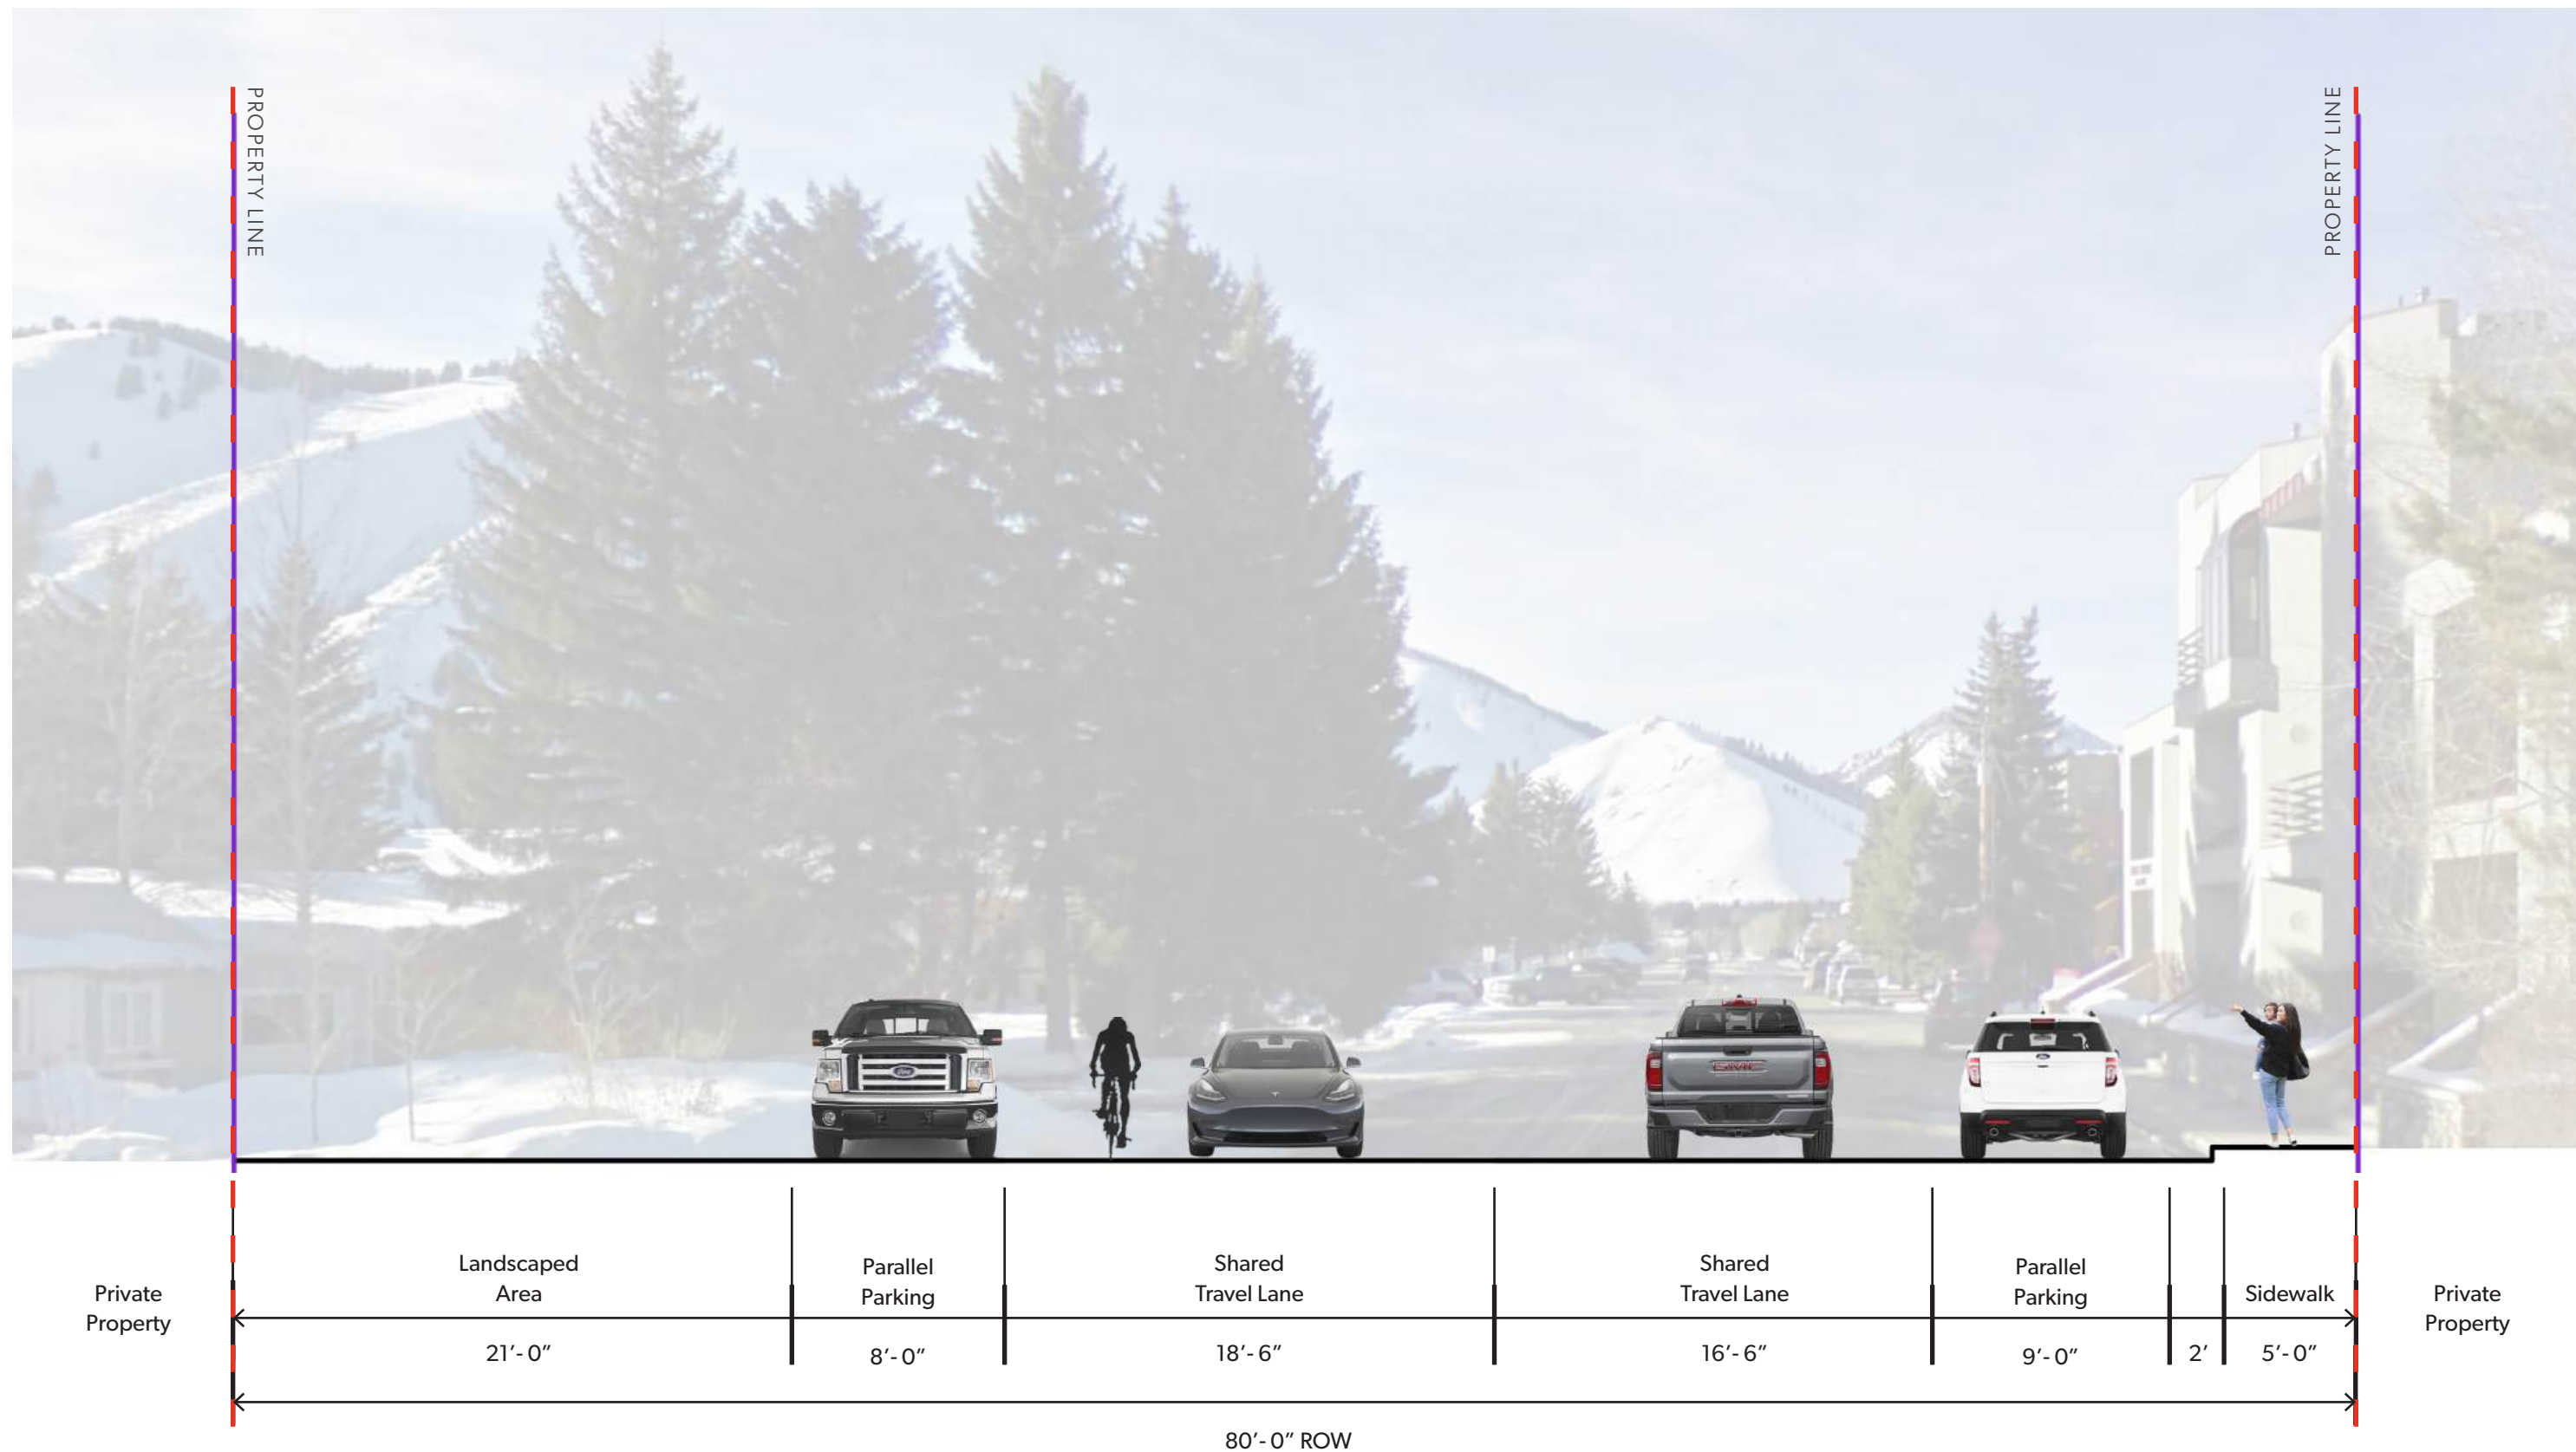 PROPERTY LINE
PROPERTY LINE
Private
Property
Landscaped
Area
21'-0"
Parallel
Parking
8'-0"
Shared
Travel Lane
18'-6"
Shared
Travel Lane
16'-6"
Parallel
Parking
9'-0"
2'
Sidewalk
5'-0"
Private
Property
80'-0" ROW